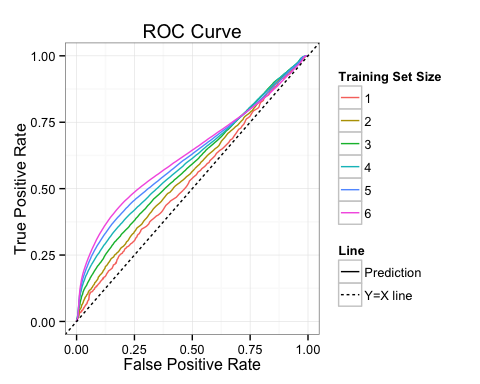 ROC Curve
1.00
0.75
0.50
0.25
0.00
True Positive Rate
0.00 0.25 0.50 0.75 1.00
False Positive Rate
Training Set Size
1
2
3
4
5
6
Line
Prediction
Y=X line